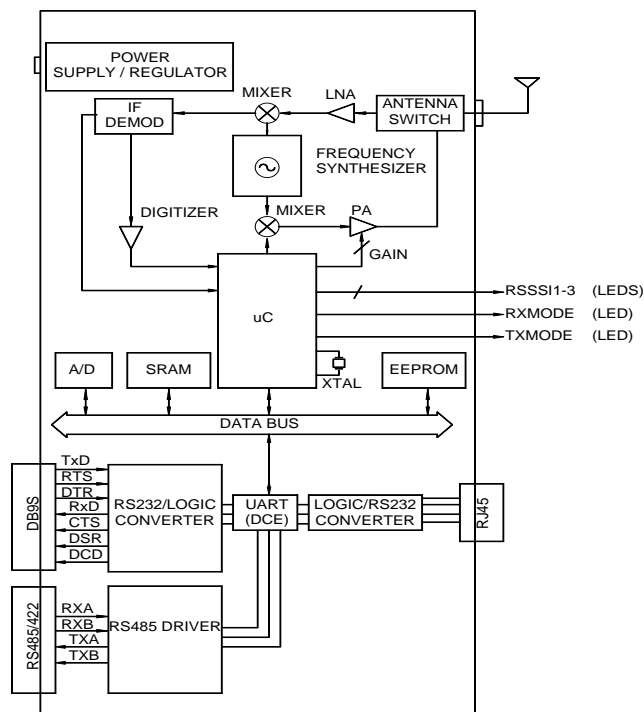 POWER
SUPPLY / REGULATOR
MIXER
LNA
IF
DEMOD
ANTENNA
SWITCH
FREQUENCY
SYNTHESIZER
DIGITIZER
MIXER
PA
GAIN
uC
RSSSI1-3 (LEDS)
RXMODE (LED)
TXMODE (LED)
XTAL
A/D
SRAM
EEPROM
DATA BUS
DB9S
TxD
RTS
DTR
RxD
CTS
DSR
DCD
RS232/LOGIC
CONVERTER
UART
(DCE)
LOGIC/RS232
CONVERTER
RJ45
RS485/422
RXA
RXB
TXA
TXB
RS485 DRIVER